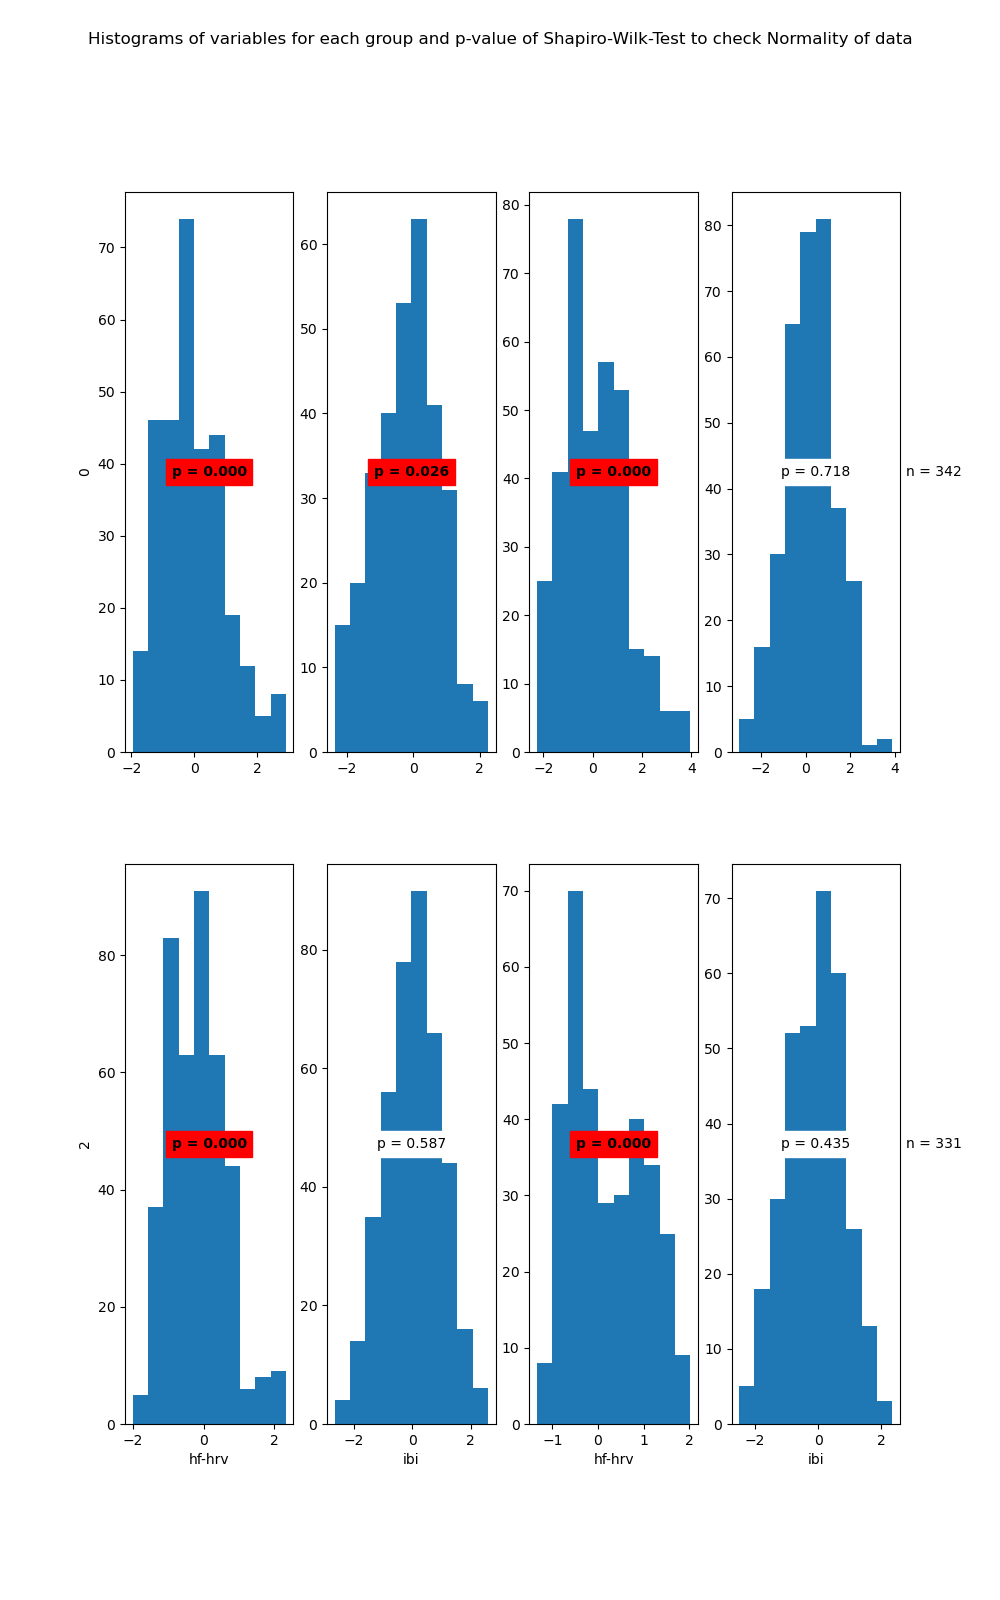 Histograms of variables for each group and p-value of Shapiro-Wilk-Test to check Normality of data
0
70
60
50
40
30
20
10
0
−2 0 2
p = 0.000
60
50
40
30
20
10
0
−2 0 2
p = 0.026
80
70
60
50
40
30
20
10
0
−2 0 2 4
p = 0.000
80
70
60
50
40
30
20
10
0
−2 0 2 4
p = 0.718
n = 342
2
80
60
40
20
0
−2 0 2
p = 0.000
hf-hrv
80
60
40
20
0
−2 0 2
p = 0.587
ibi
70
60
50
40
30
20
10
0
−1 0 1 2
p = 0.000
hf-hrv
70
60
50
40
30
20
10
0
−2 0 2
p = 0.435
ibi
n = 331